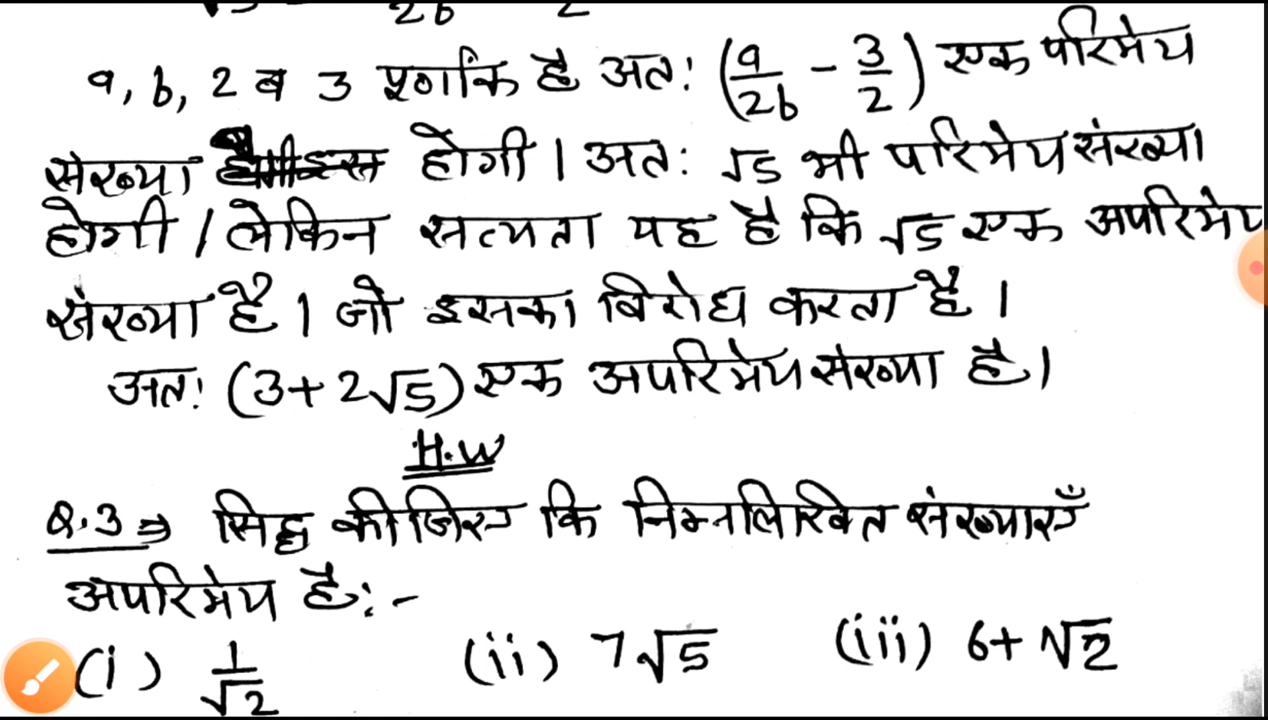 a, b, 2 व 3 पूर्णांक है अतः (a/2b - 3/2) एक परिमेय
संख्या होगी। अतः √5 भी परिमेय संख्या
होगी। लेकिन सत्यता यह है कि √5 एक अपरिमेय
संख्या है। जो इसका विरोध करता है।
अतः (3+2√5) एक अपरिमेय संख्या है।
H.W
Q.3⇒ सिद्ध कीजिए कि निम्नलिखित संख्याएँ
अपरिमेय है:-
(i) 1/√2 (ii) 7√5 (iii) 6+√2